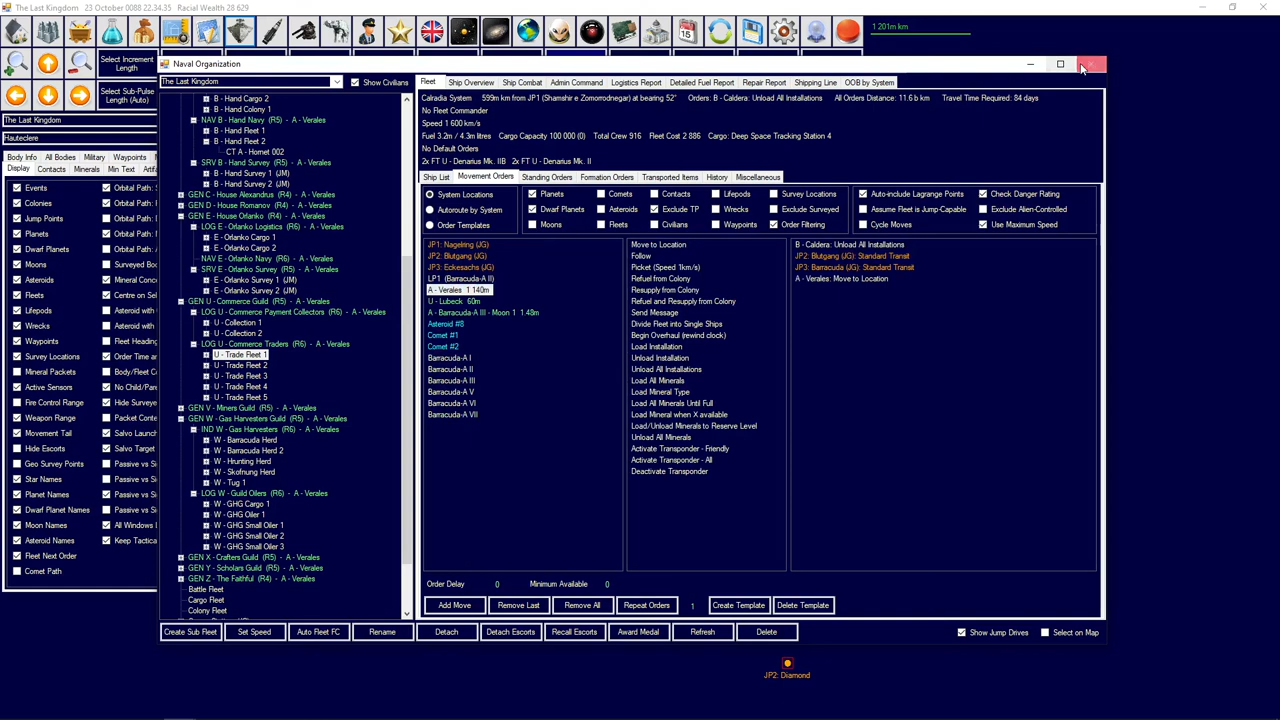 The Last Kingdom   23 October 0088 22.34.35   Racial Wealth 28 629
1 201m km
Select Increment Length
Select Sub-Pulse Length (Auto)
The Last Kingdom
Hauteclere
Body Info All Bodies Military Waypoints
Display Contacts Minerals Min Text
Events
Colonies
Jump Points
Planets
Dwarf Planets
Moons
Asteroids
Fleets
Lifepods
Wrecks
Waypoints
Survey Locations
Mineral Packets
Active Sensors
Fire Control Range
Weapon Range
Movement Tail
Hide Escorts
Geo Survey Points
Star Names
Planet Names
Dwarf Planet Names
Moon Names
Asteroid Names
Fleet Next Order
Comet Path
Naval Organization
The Last Kingdom
Show Civilians
B - Hand Cargo 2
B - Hand Colony 1
NAV B - Hand Navy (R5) - A - Verales
B - Hand Fleet 1
B - Hand Fleet 2
CT A - Hornet 002
SRV B - Hand Survey (R5) - A - Verales
B - Hand Survey 1 (JM)
B - Hand Survey 2 (JM)
GEN C - House Alexandrus (R4) - A - Verales
GEN D - House Romanov (R4) - A - Verales
GEN E - House Orlanko (R4) - A - Verales
LOG E - Orlanko Logistics (R6) - A - Verales
E - Orlanko Cargo 1
E - Orlanko Cargo 2
NAV E - Orlanko Navy (R6) - A - Verales
SRV E - Orlanko Survey (R5) - A - Verales
E - Orlanko Survey 1 (JM)
E - Orlanko Survey 2 (JM)
GEN U - Commerce Guild (R5) - A - Verales
LOG U - Commerce Payment Collectors (R6) - A - Verales
U - Collection 1
U - Collection 2
LOG U - Commerce Traders (R6) - A - Verales
U - Trade Fleet 1
U - Trade Fleet 2
U - Trade Fleet 3
U - Trade Fleet 4
U - Trade Fleet 5
GEN V - Miners Guild (R5) - A - Verales
GEN W - Gas Harvesters Guild (R5) - A - Verales
IND W - Gas Harvesters (R6) - A - Verales
W - Barracuda Herd
W - Barracuda Herd 2
W - Hrunting Herd
W - Skofnung Herd
W - Tug 1
LOG W - Guild Oilers (R6) - A - Verales
W - GHG Cargo 1
W - GHG Oiler 1
W - GHG Small Oiler 1
W - GHG Small Oiler 2
W - GHG Small Oiler 3
GEN X - Crafters Guild (R5) - A - Verales
GEN Y - Scholars Guild (R5) - A - Verales
GEN Z - The Faithful (R4) - A - Verales
Battle Fleet
Cargo Fleet
Colony Fleet
Fleet Ship Overview Ship Combat Admin Command Logistics Report Detailed Fuel Report Repair Report Shipping Line OOB by System
Calradia System 599m km from JP1 (Shamshir e Zomorodnegar) at bearing 52° Orders: B - Caldera: Unload All Installations All Orders Distance: 11.6 b km Travel Time Required: 84 days
No Fleet Commander
Speed 1 600 km/s
Fuel 3.2m / 4.3m litres Cargo Capacity 100 000 (0) Total Crew 916 Fleet Cost 2 886 Cargo: Deep Space Tracking Station 4
No Default Orders
2x FT U - Denarius Mk. IIB 2x FT U - Denarius Mk. II
Ship List Movement Orders Standing Orders Formation Orders Transported Items History Miscellaneous
System Locations Planets Comets Contacts Lifepods Survey Locations Auto-include Lagrange Points Check Danger Rating
Autoroute by System Dwarf Planets Asteroids Exclude TP Wrecks Exclude Surveyed Assume Fleet is Jump-Capable Exclude Alien-Controlled
Order Templates Moons Fleets Civilians Waypoints Order Filtering Cycle Moves Use Maximum Speed
JP1: Nagelring (JG)
JP2: Blutgang (JG)
JP3: Eckesachs (JG)
LP1 (Barracuda-A II)
A - Verales 1 140m
U - Lubeck 60m
A - Barracuda-A III - Moon 1 1.48m
Asteroid #8
Comet #1
Comet #2
Barracuda-A I
Barracuda-A II
Barracuda-A III
Barracuda-A V
Barracuda-A VI
Barracuda-A VII
Move to Location
Follow
Picket (Speed 1km/s)
Refuel from Colony
Resupply from Colony
Refuel and Resupply from Colony
Send Message
Divide Fleet into Single Ships
Begin Overhaul (rewind clock)
Load Installation
Unload Installation
Unload All Installations
Load All Minerals
Load Mineral Type
Load All Minerals Until Full
Load Mineral when X available
Load/Unload Minerals to Reserve Level
Unload All Minerals
Activate Transponder - Friendly
Activate Transponder - All
Deactivate Transponder
B - Caldera: Unload All Installations
JP2: Blutgang (JG): Standard Transit
JP3: Barracuda (JG): Standard Transit
A - Verales: Move to Location
Order Delay 0 Minimum Available 0
Add Move Remove Last Remove All Repeat Orders 1 Create Template Delete Template
Create Sub Fleet Set Speed Auto Fleet FC Rename Detach Detach Escorts Recall Escorts Award Medal Refresh Delete Show Jump Drives Select on Map
JP2: Diamond